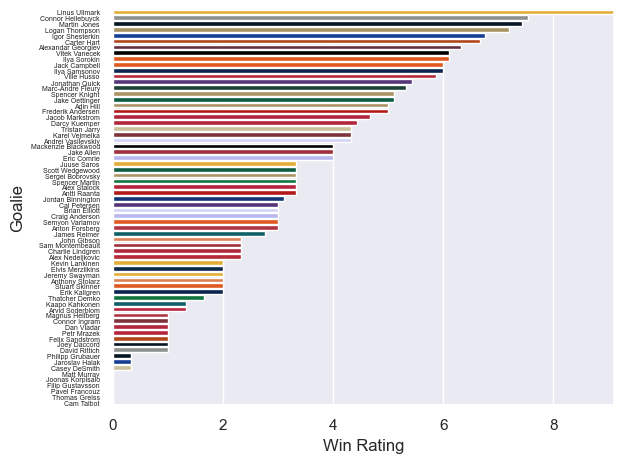 Linus Ullmark
Connor Hellebuyck
Martin Jones
Logan Thompson
Igor Shesterkin
Carter Hart
Alexandar Georgiev
Vitek Vanecek
Ilya Sorokin
Jack Campbell
Ilya Samsonov
Ville Husso
Jonathan Quick
Marc-Andre Fleury
Spencer Knight
Jake Oettinger
Adin Hill
Frederik Andersen
Jacob Markstrom
Darcy Kuemper
Tristan Jarry
Karel Vejmelka
Andrei Vasilevskiy
Mackenzie Blackwood
Jake Allen
Eric Comrie
Juuse Saros
Scott Wedgewood
Sergei Bobrovsky
Spencer Martin
Alex Stalock
Antti Raanta
Jordan Binnington
Cal Petersen
Brian Elliott
Craig Anderson
Semyon Varlamov
Anton Forsberg
James Reimer
John Gibson
Sam Montembeault
Charlie Lindgren
Alex Nedeljkovic
Kevin Lankinen
Elvis Merzlikins
Jeremy Swayman
Anthony Stolarz
Stuart Skinner
Erik Kallgren
Thatcher Demko
Kaapo Kahkonen
Arvid Soderblom
Magnus Hellberg
Connor Ingram
Dan Vladar
Petr Mrazek
Felix Sandstrom
Joey Daccord
David Rittich
Philipp Grubauer
Jaroslav Halak
Casey DeSmith
Matt Murray
Joonas Korpisalo
Filip Gustavsson
Pavel Francouz
Thomas Greiss
Cam Talbot
Goalie
0 2 4 6 8
Win Rating